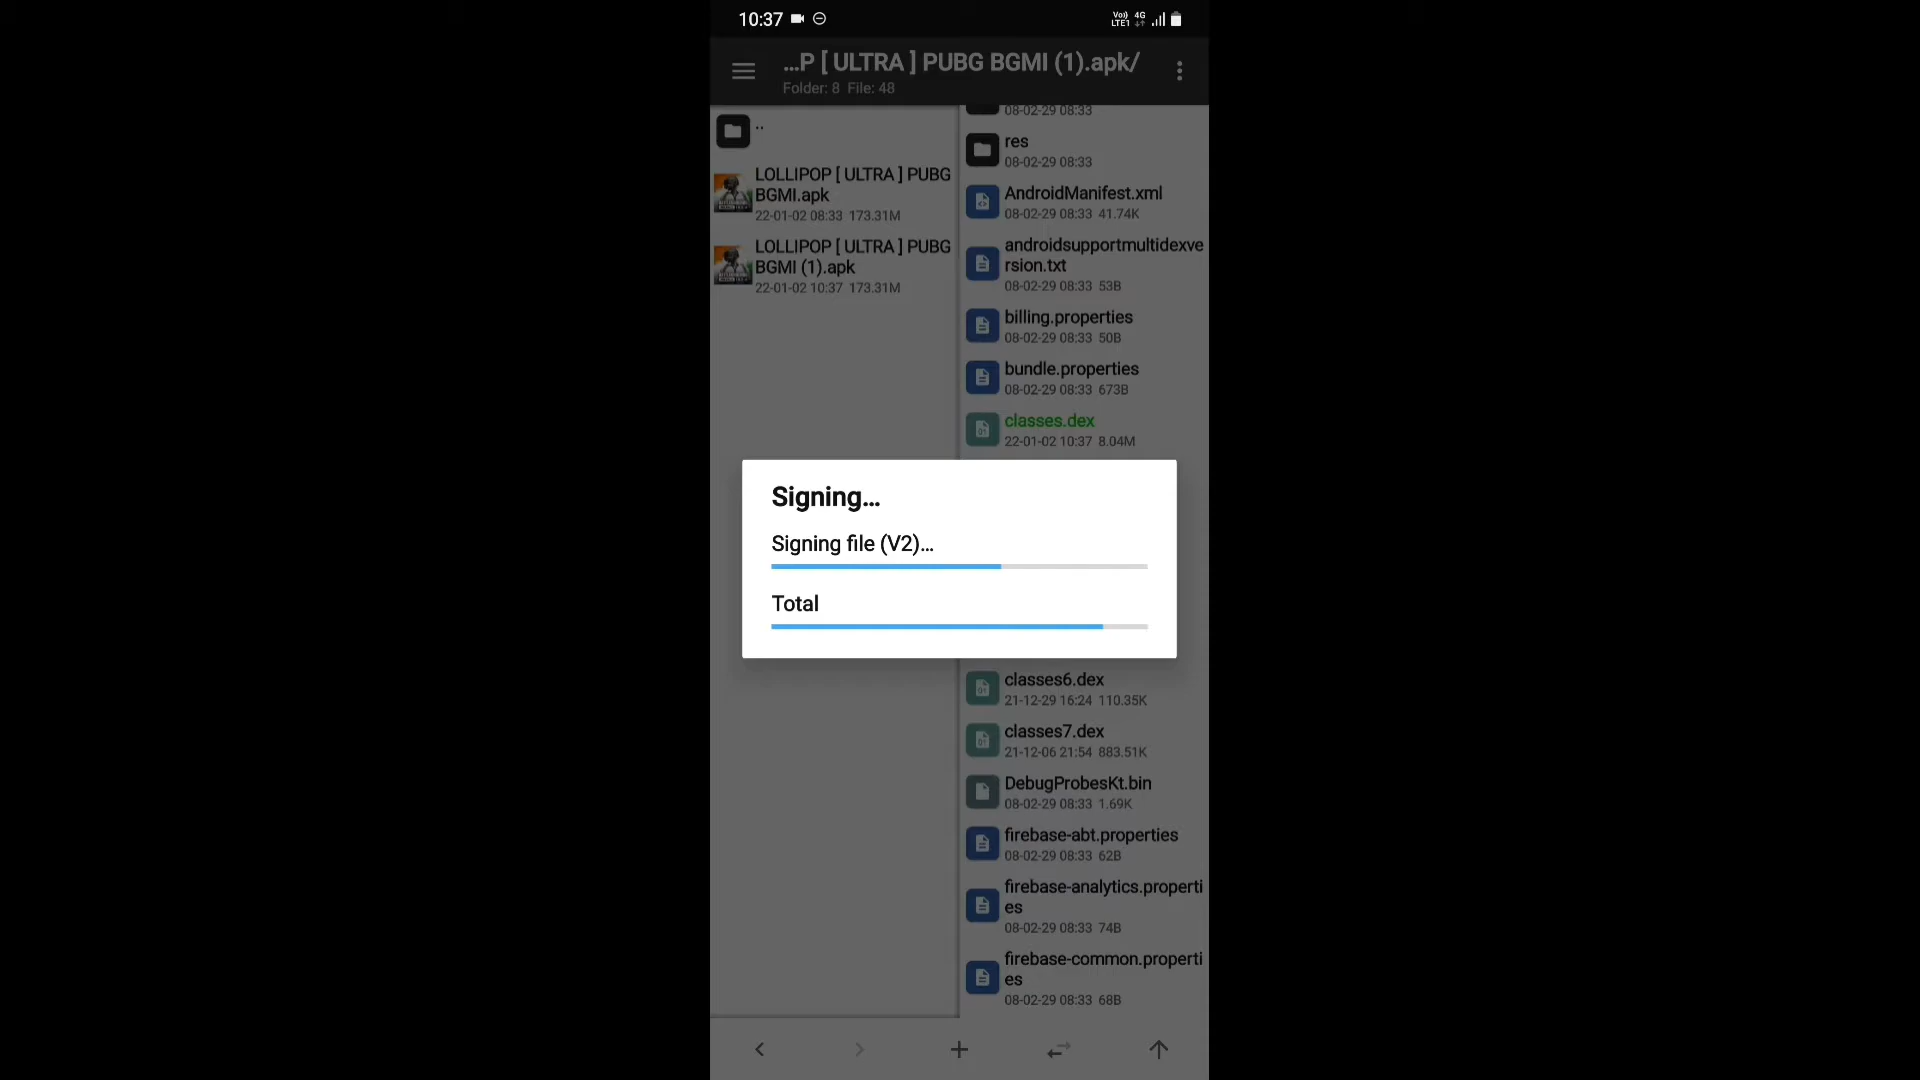 10:37
Vo)) 4G
LTE1
...P [ ULTRA ] PUBG BGMI (1).apk/
Folder: 8 File: 48
..
LOLLIPOP [ ULTRA ] PUBG
BGMI.apk
22-01-02 08:33 173.31M
LOLLIPOP [ ULTRA ] PUBG
BGMI (1).apk
22-01-02 10:37 173.31M
08-02-29 08:33
res
08-02-29 08:33
AndroidManifest.xml
08-02-29 08:33 41.74K
androidsupportmultidexve
rsion.txt
08-02-29 08:33 53B
billing.properties
08-02-29 08:33 50B
bundle.properties
08-02-29 08:33 673B
classes.dex
22-01-02 10:37 8.04M
Signing...
Signing file (V2)...
Total
classes6.dex
21-12-29 16:24 110.35K
classes7.dex
21-12-06 21:54 883.51K
DebugProbesKt.bin
08-02-29 08:33 1.69K
firebase-abt.properties
08-02-29 08:33 62B
firebase-analytics.properti
es
08-02-29 08:33 74B
firebase-common.properti
es
08-02-29 08:33 68B